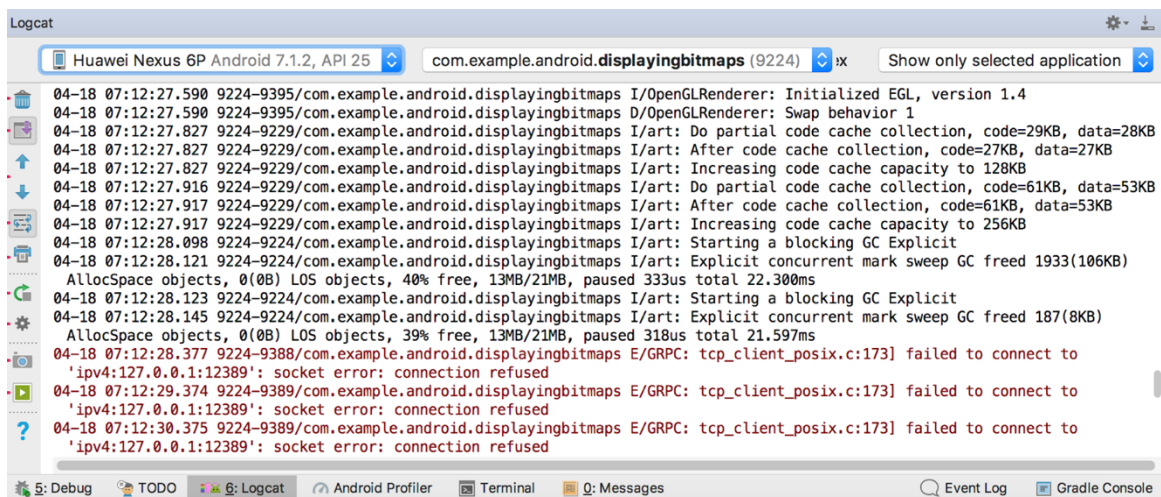 Logcat
Huawei Nexus 6P Android 7.1.2, API 25 com.example.android.displayingbitmaps (9224) ex Show only selected application
04-18 07:12:27.590 9224-9395/com.example.android.displayingbitmaps I/OpenGLRenderer: Initialized EGL, version 1.4
04-18 07:12:27.590 9224-9395/com.example.android.displayingbitmaps D/OpenGLRenderer: Swap behavior 1
04-18 07:12:27.827 9224-9229/com.example.android.displayingbitmaps I/art: Do partial code cache collection, code=29KB, data=28KB
04-18 07:12:27.827 9224-9229/com.example.android.displayingbitmaps I/art: After code cache collection, code=27KB, data=27KB
04-18 07:12:27.827 9224-9229/com.example.android.displayingbitmaps I/art: Increasing code cache capacity to 128KB
04-18 07:12:27.916 9224-9229/com.example.android.displayingbitmaps I/art: Do partial code cache collection, code=61KB, data=53KB
04-18 07:12:27.917 9224-9229/com.example.android.displayingbitmaps I/art: After code cache collection, code=61KB, data=53KB
04-18 07:12:27.917 9224-9229/com.example.android.displayingbitmaps I/art: Increasing code cache capacity to 256KB
04-18 07:12:28.098 9224-9224/com.example.android.displayingbitmaps I/art: Starting a blocking GC Explicit
04-18 07:12:28.121 9224-9224/com.example.android.displayingbitmaps I/art: Explicit concurrent mark sweep GC freed 1933(106KB)
AllocSpace objects, 0(0B) LOS objects, 40% free, 13MB/21MB, paused 333us total 22.300ms
04-18 07:12:28.123 9224-9224/com.example.android.displayingbitmaps I/art: Starting a blocking GC Explicit
04-18 07:12:28.145 9224-9224/com.example.android.displayingbitmaps I/art: Explicit concurrent mark sweep GC freed 187(8KB)
AllocSpace objects, 0(0B) LOS objects, 39% free, 13MB/21MB, paused 318us total 21.597ms
04-18 07:12:28.377 9224-9388/com.example.android.displayingbitmaps E/GRPC: tcp_client_posix.c:173] failed to connect to
'ipv4:127.0.0.1:12389': socket error: connection refused
04-18 07:12:29.374 9224-9389/com.example.android.displayingbitmaps E/GRPC: tcp_client_posix.c:173] failed to connect to
'ipv4:127.0.0.1:12389': socket error: connection refused
04-18 07:12:30.375 9224-9389/com.example.android.displayingbitmaps E/GRPC: tcp_client_posix.c:173] failed to connect to
'ipv4:127.0.0.1:12389': socket error: connection refused
5: Debug TODO 6: Logcat Android Profiler Terminal 0: Messages Event Log Gradle Console